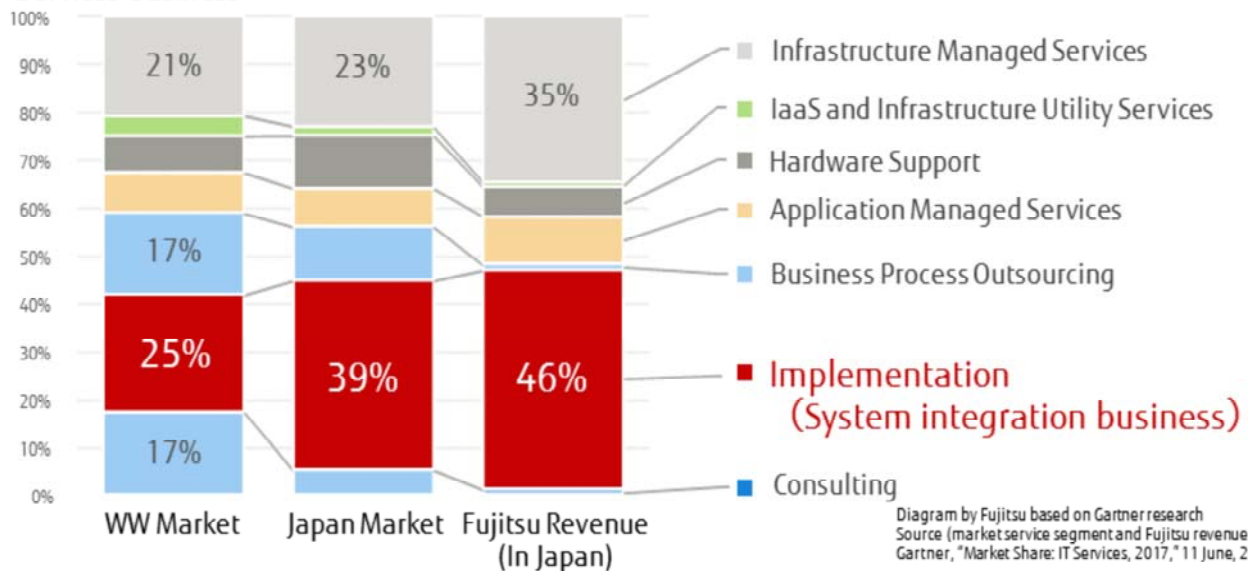 100%
90%
80%
70%
60%
50%
40%
30%
20%
10%
0%
21%
17%
25%
17%
WW Market
23%
39%
Japan Market
35%
46%
Fujitsu Revenue
(In Japan)
Infrastructure Managed Services
IaaS and Infrastructure Utility Services
Hardware Support
Application Managed Services
Business Process Outsourcing
Implementation
(System integration business)
Consulting
Diagram by Fujitsu based on Gartner research
Source (market service segment and Fujitsu revenue
Gartner, "Market Share: IT Services, 2017," 11 June, 2